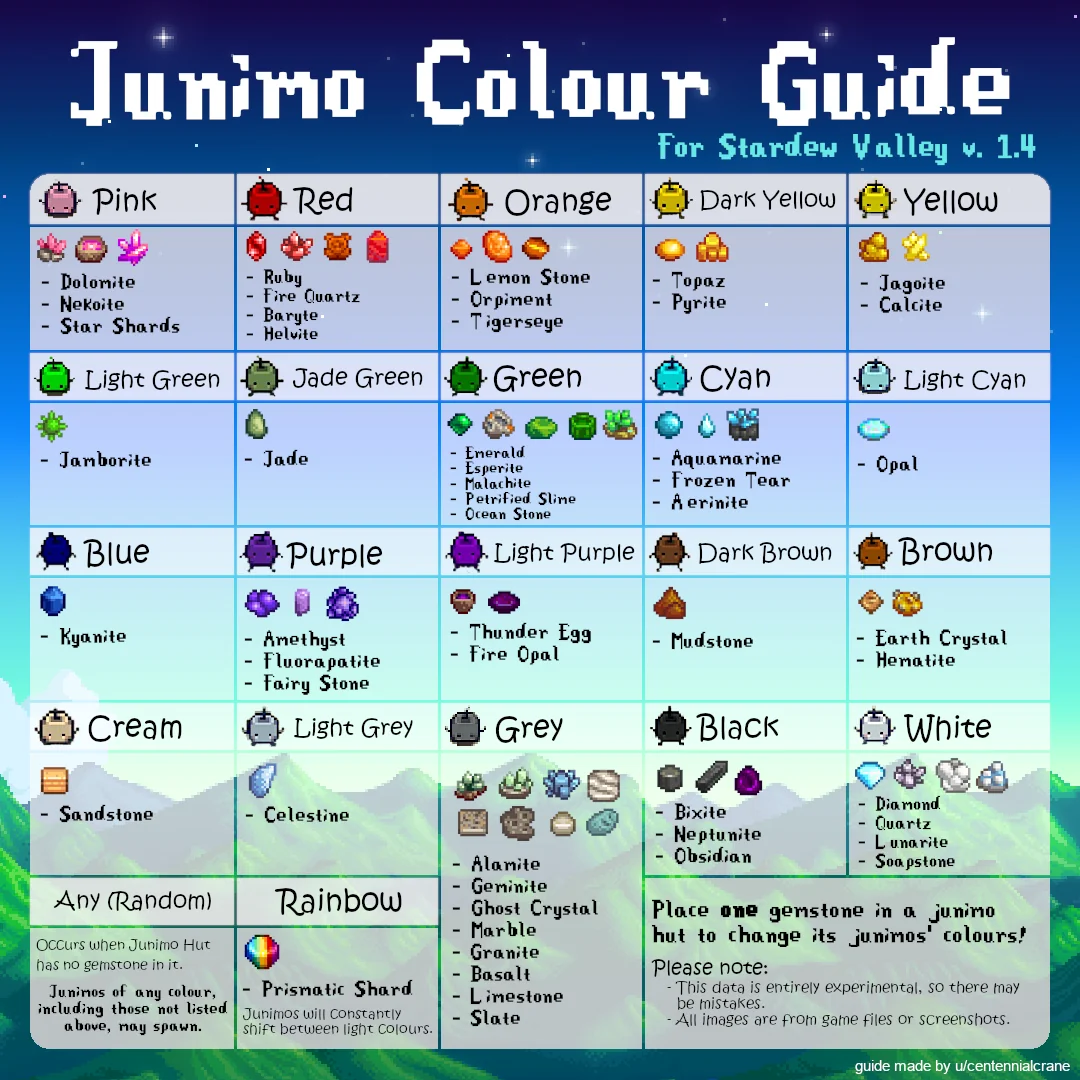 Junimo Colour Guide
For Stardew Valley v. 1.4
Pink
- Dolomite
- Nekoite
- Star Shards
Red
- Ruby
- Fire Quartz
- Baryte
- Helvite
Orange
- Lemon Stone
- Orpiment
- Tigerseye
Dark Yellow
- Topaz
- Pyrite
Yellow
- Jagoite
- Calcite
Light Green
- Jamborite
Jade Green
- Jade
Green
- Emerald
- Esperite
- Malachite
- Petrified Slime
- Ocean Stone
Cyan
- Aquamarine
- Frozen Tear
- Aerinite
Light Cyan
- Opal
Blue
- Kyanite
Purple
- Amethyst
- Fluorapatite
- Fairy Stone
Light Purple
- Thunder Egg
- Fire Opal
Dark Brown
- Mudstone
Brown
- Earth Crystal
- Hematite
Cream
- Sandstone
Light Grey
- Celestine
Grey
- Alamite
- Geminite
- Ghost Crystal
- Marble
- Granite
- Basalt
- Limestone
- Slate
Black
- Bixite
- Neptunite
- Obsidian
White
- Diamond
- Quartz
- Lunarite
- Soapstone
Any (Random)
Occurs when Junimo Hut
has no gemstone in it.
Junimos of any colour,
including those not listed
above, may spawn.
Rainbow
- Prismatic Shard
Junimos will constantly
shift between light colours.
Place one gemstone in a junimo
hut to change its junimos' colours!
Please note:
- This data is entirely experimental, so there may
be mistakes.
- All images are from game files or screenshots.
guide made by u/centennialcrane